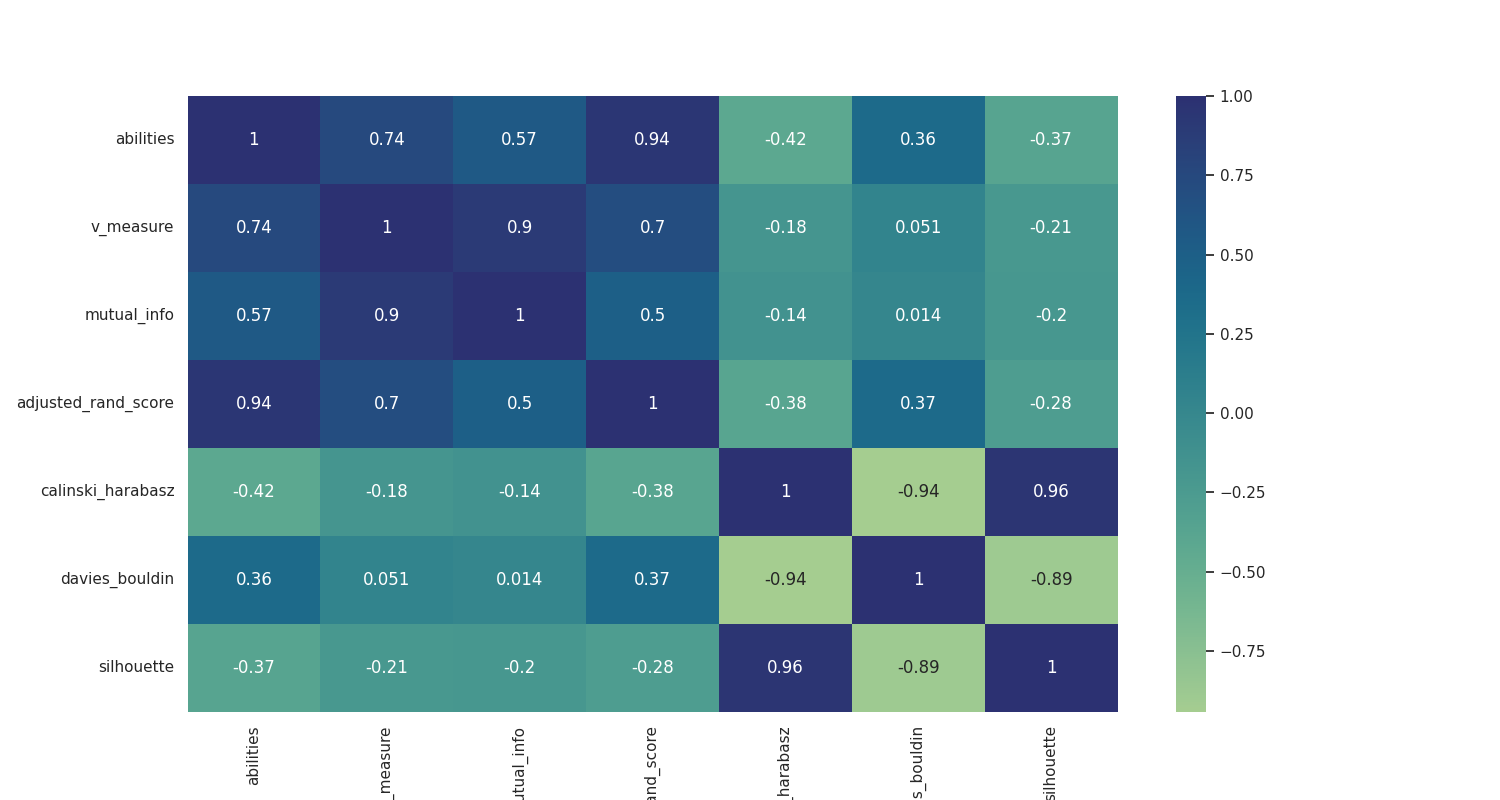 abilities 1 0.74 0.57 0.94 -0.42 0.36 -0.37
v_measure 0.74 1 0.9 0.7 -0.18 0.051 -0.21
mutual_info 0.57 0.9 1 0.5 -0.14 0.014 -0.2
adjusted_rand_score 0.94 0.7 0.5 1 -0.38 0.37 -0.28
calinski_harabasz -0.42 -0.18 -0.14 -0.38 1 -0.94 0.96
davies_bouldin 0.36 0.051 0.014 0.37 -0.94 1 -0.89
silhouette -0.37 -0.21 -0.2 -0.28 0.96 -0.89 1
abilities
_measure
utual_info
and_score
_harabasz
s_bouldin
silhouette
1.00
0.75
0.50
0.25
0.00
−0.25
−0.50
−0.75